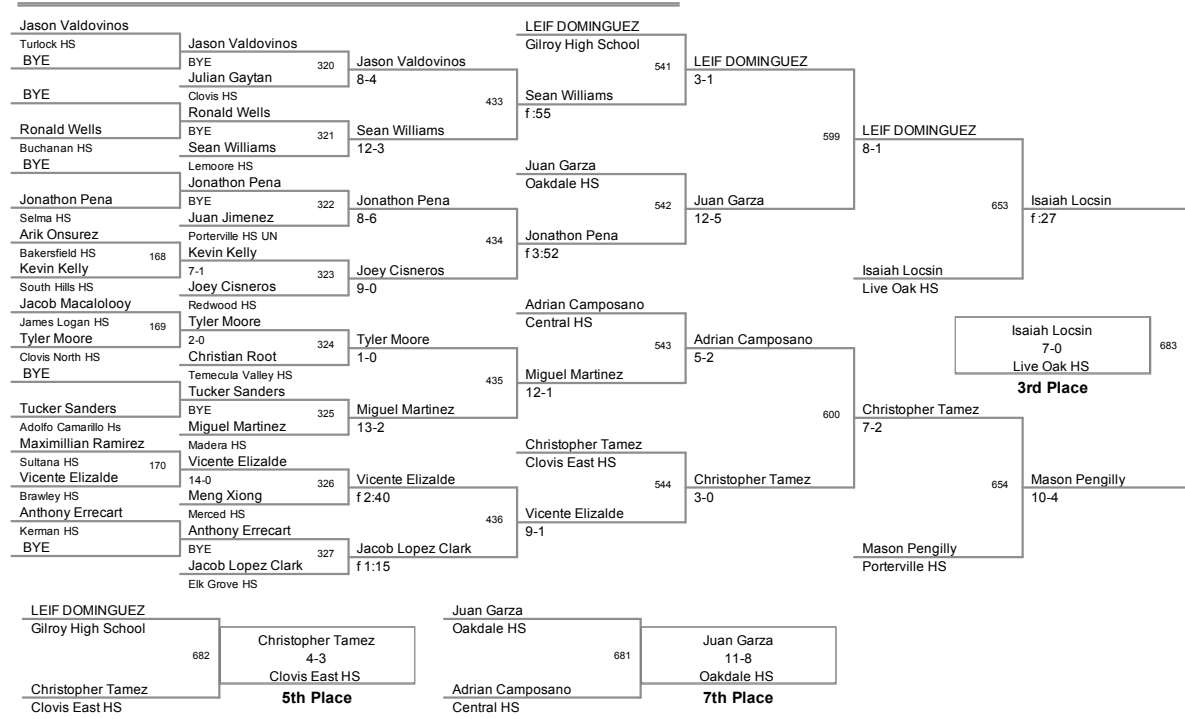 Jason Valdovinos
Turlock HS
BYE
BYE
Ronald Wells
Buchanan HS
BYE
Jonathon Pena
Selma HS
Arik Onsurez
Bakersfield HS
168
Kevin Kelly
South Hills HS
Jacob Macalolooy
James Logan HS
169
Tyler Moore
Clovis North HS
BYE
Tucker Sanders
Adolfo Camarillo Hs
Maximillian Ramirez
Sultana HS
170
Vicente Elizalde
Brawley HS
Anthony Errecart
Kerman HS
BYE
Jason Valdovinos
BYE
320
Julian Gaytan
Clovis HS
Ronald Wells
BYE
321
Sean Williams
Lemoore HS
Jonathon Pena
BYE
322
Juan Jimenez
Porterville HS UN
Kevin Kelly
7-1
323
Joey Cisneros
Redwood HS
Tyler Moore
2-0
324
Christian Root
Temecula Valley HS
Tucker Sanders
BYE
325
Miguel Martinez
Madera HS
Vicente Elizalde
14-0
326
Meng Xiong
Merced HS
Anthony Errecart
BYE
327
Jacob Lopez Clark
Elk Grove HS
Jason Valdovinos
8-4
433
Sean Williams
12-3
Jonathon Pena
8-6
434
Joey Cisneros
9-0
Tyler Moore
1-0
435
Miguel Martinez
13-2
Vicente Elizalde
f 2:40
436
Jacob Lopez Clark
f 1:15
LEIF DOMINGUEZ
Gilroy High School
541
Sean Williams
f :55
Juan Garza
Oakdale HS
542
Jonathon Pena
f 3:52
Adrian Camposano
Central HS
543
Miguel Martinez
12-1
Christopher Tamez
Clovis East HS
544
Vicente Elizalde
9-1
LEIF DOMINGUEZ
3-1
599
Juan Garza
12-5
Adrian Camposano
5-2
600
Christopher Tamez
3-0
LEIF DOMINGUEZ
8-1
653
Isaiah Locsin
Live Oak HS
Christopher Tamez
7-2
654
Mason Pengilly
Porterville HS
Isaiah Locsin
f :27
Mason Pengilly
10-4
Isaiah Locsin
7-0
683
Live Oak HS
3rd Place
LEIF DOMINGUEZ
Gilroy High School
682
Christopher Tamez
Clovis East HS
Christopher Tamez
4-3
Clovis East HS
5th Place
Juan Garza
Oakdale HS
681
Adrian Camposano
Central HS
Juan Garza
11-8
Oakdale HS
7th Place